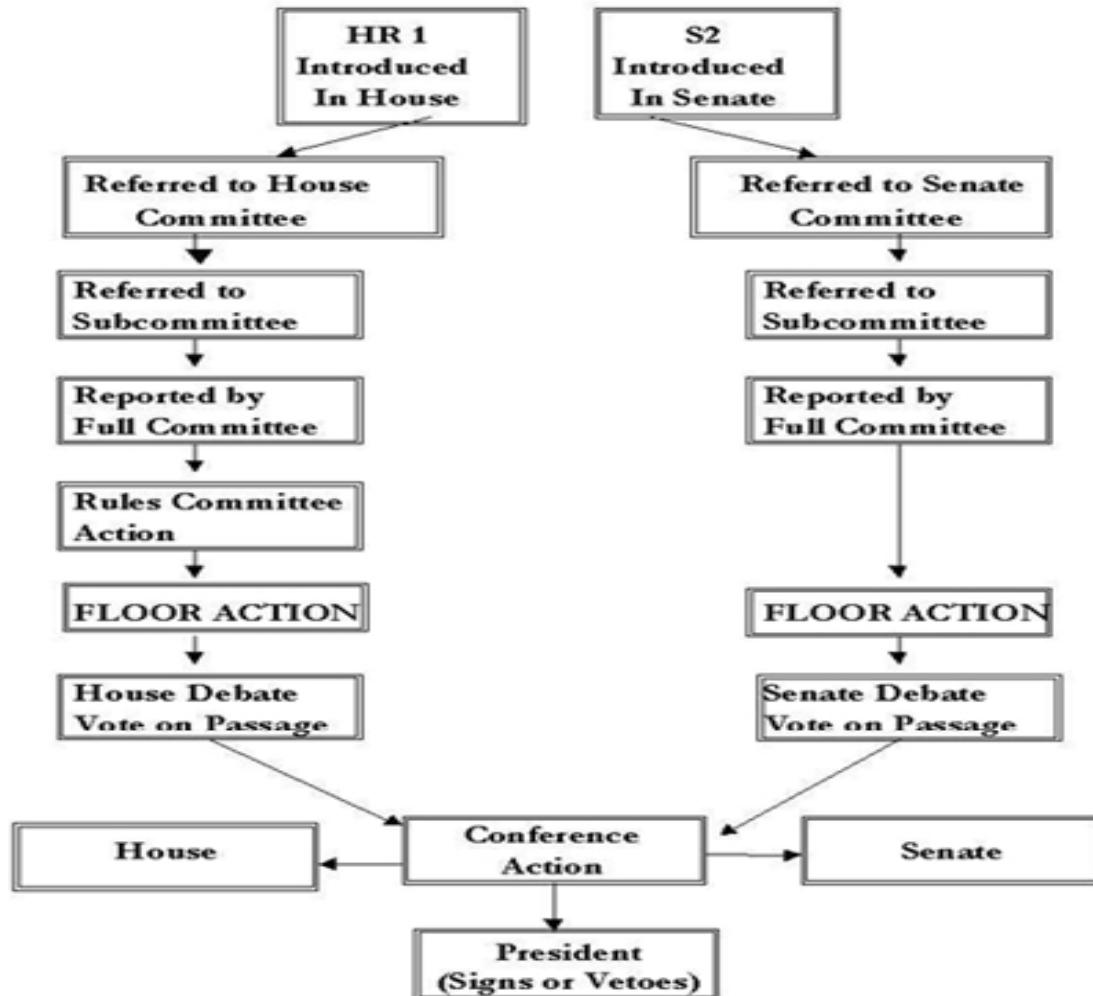 HR 1
Introduced
In House
S2
Introduced
In Senate
Referred to House
Committee
Referred to Senate
Committee
Referred to
Subcommittee
Referred to
Subcommittee
Reported by
Full Committee
Reported by
Full Committee
Rules Committee
Action
FLOOR ACTION
FLOOR ACTION
House Debate
Vote on Passage
Senate Debate
Vote on Passage
House
Conference
Action
Senate
President
(Signs or Vetoes)